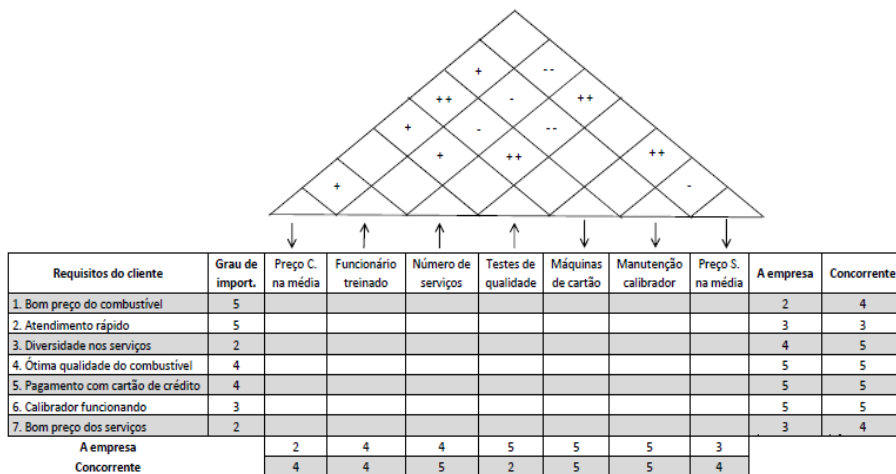 + --
++ - ++
+ - --
+ ++ ++
+ -
Requisitos do cliente Grau de import. Preço C. na média Funcionário treinado Número de serviços Testes de qualidade Máquinas de cartão Manutenção calibrador Preço S. na média A empresa Concorrente
1. Bom preço do combustível 5 2 4
2. Atendimento rápido 5 3 3
3. Diversidade nos serviços 2 4 5
4. Ótima qualidade do combustível 4 5 5
5. Pagamento com cartão de crédito 4 5 5
6. Calibrador funcionando 3 5 5
7. Bom preço dos serviços 2 3 4
A empresa 2 4 4 5 5 5 3
Concorrente 4 4 5 2 5 5 4